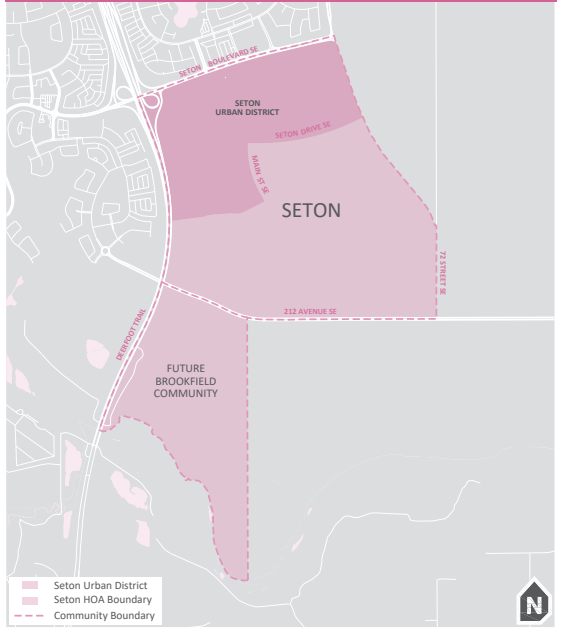 SETON BOULEVARD SE
SETON
URBAN DISTRICT
SETON DRIVE SE
MAIN ST SE
SETON
72 STREET SE
212 AVENUE SE
DEERFOOT TRAIL
FUTURE
BROOKFIELD
COMMUNITY
Seton Urban District
Seton HOA Boundary
Community Boundary
N